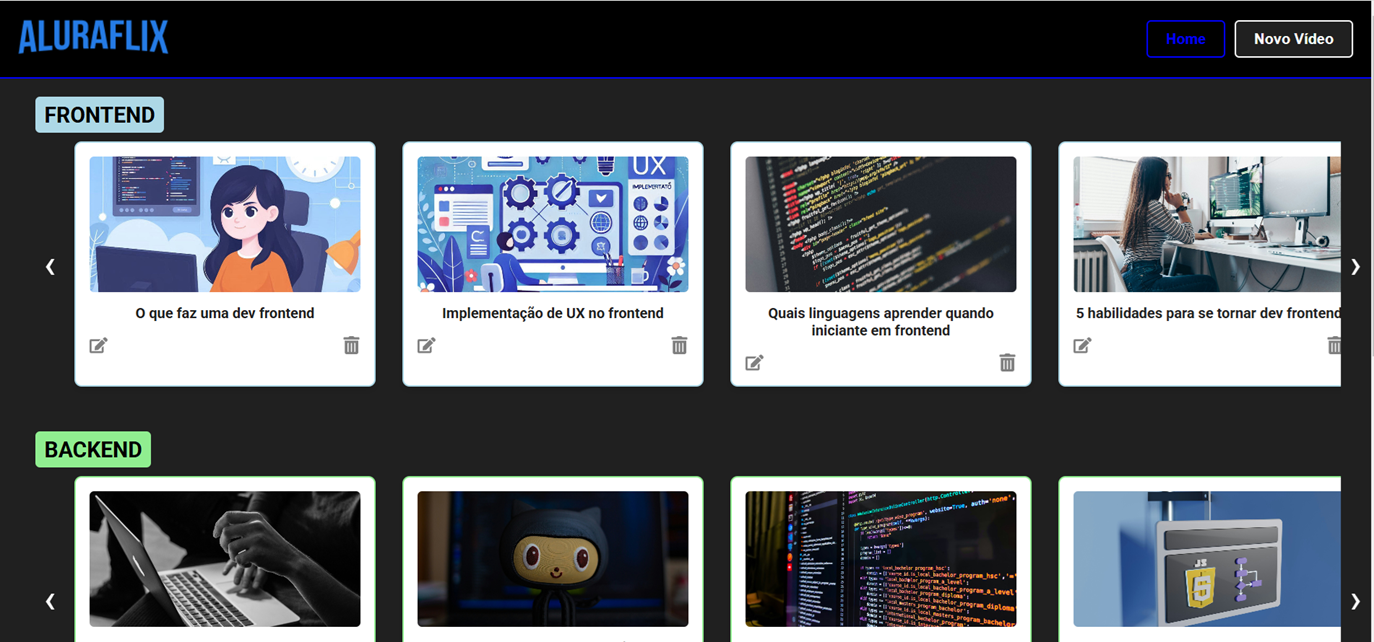 ALURAFLIX
Home
Novo Vídeo
FRONTEND
UX
O que faz uma dev frontend
Implementação de UX no frontend
Quais linguagens aprender quando
iniciante em frontend
5 habilidades para se tornar dev frontend
BACKEND
JS